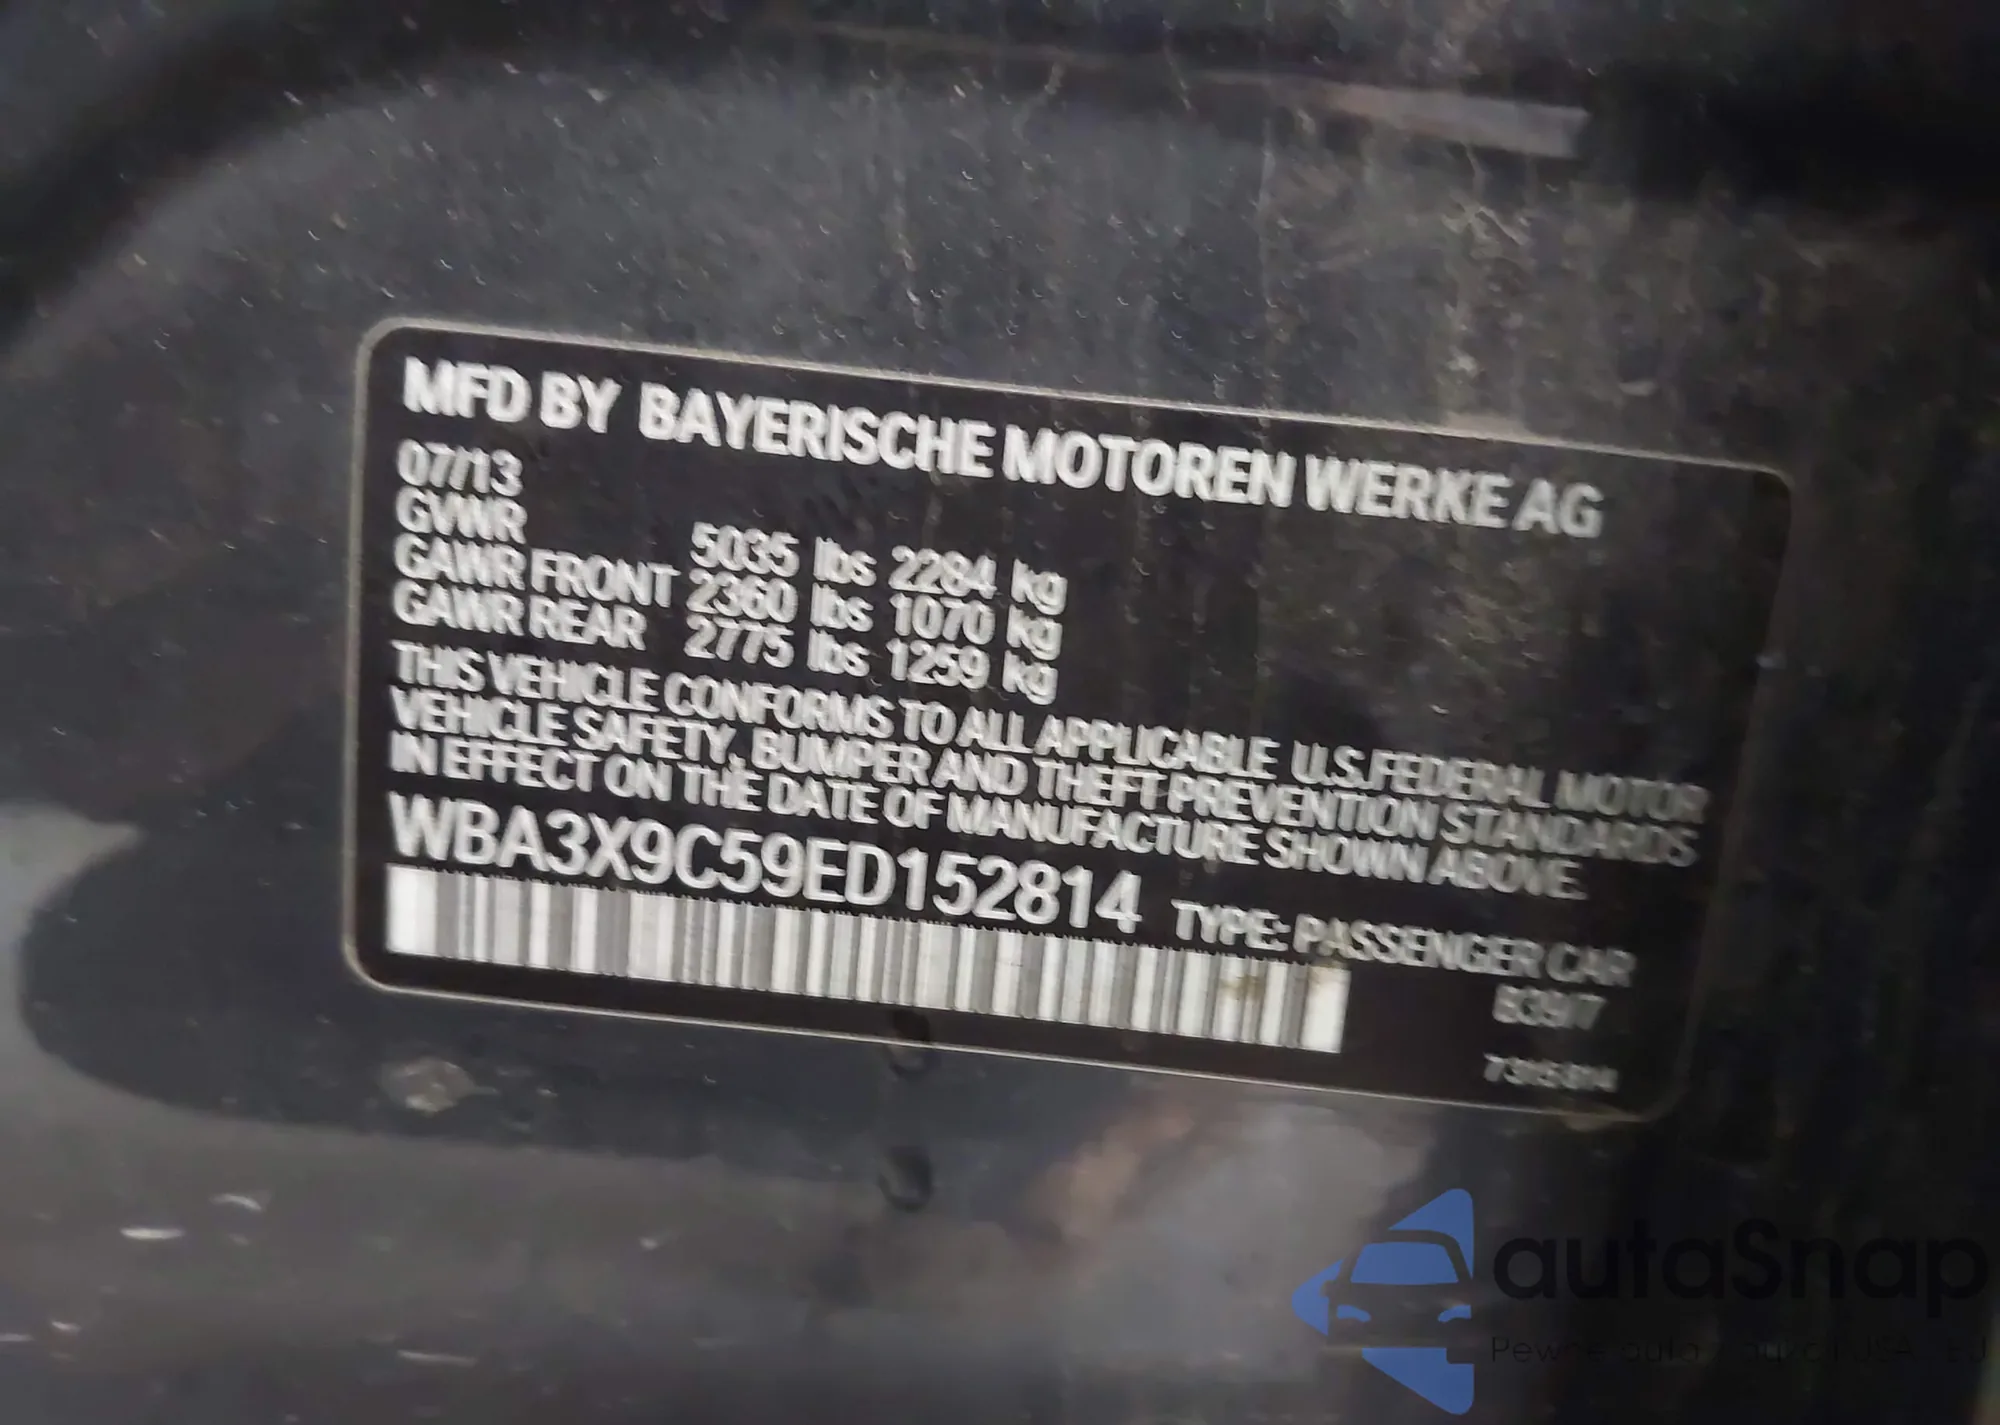 MFD BY BAYERISCHE MOTOREN WERKE AG
07/13
GVWR 5035 lbs 2284 kg
GAWR FRONT 2360 lbs 1070 kg
GAWR REAR 2775 lbs 1259 kg
THIS VEHICLE CONFORMS TO ALL APPLICABLE U.S.FEDERAL MOTOR
VEHICLE SAFETY, BUMPER AND THEFT PREVENTION STANDARDS
IN EFFECT ON THE DATE OF MANUFACTURE SHOWN ABOVE.
WBA3X9C59ED152814 TYPE: PASSENGER CAR
7315814
autaSnap